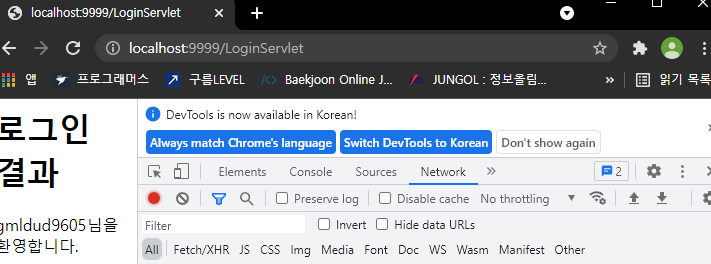 localhost:9999/LoginServlet
localhost:9999/LoginServlet
앱 프로그래머스 구름LEVEL Baekjoon Online J... JUNGOL : 정보올림... » 읽기 목록
로그인
결과
gmldud9605님을
환영합니다.
DevTools is now available in Korean!
Always match Chrome's language Switch DevTools to Korean Don't show again
Elements Console Sources Network » 2
Preserve log Disable cache No throttling
Filter Invert Hide data URLs
All Fetch/XHR JS CSS Img Media Font Doc WS Wasm Manifest Other